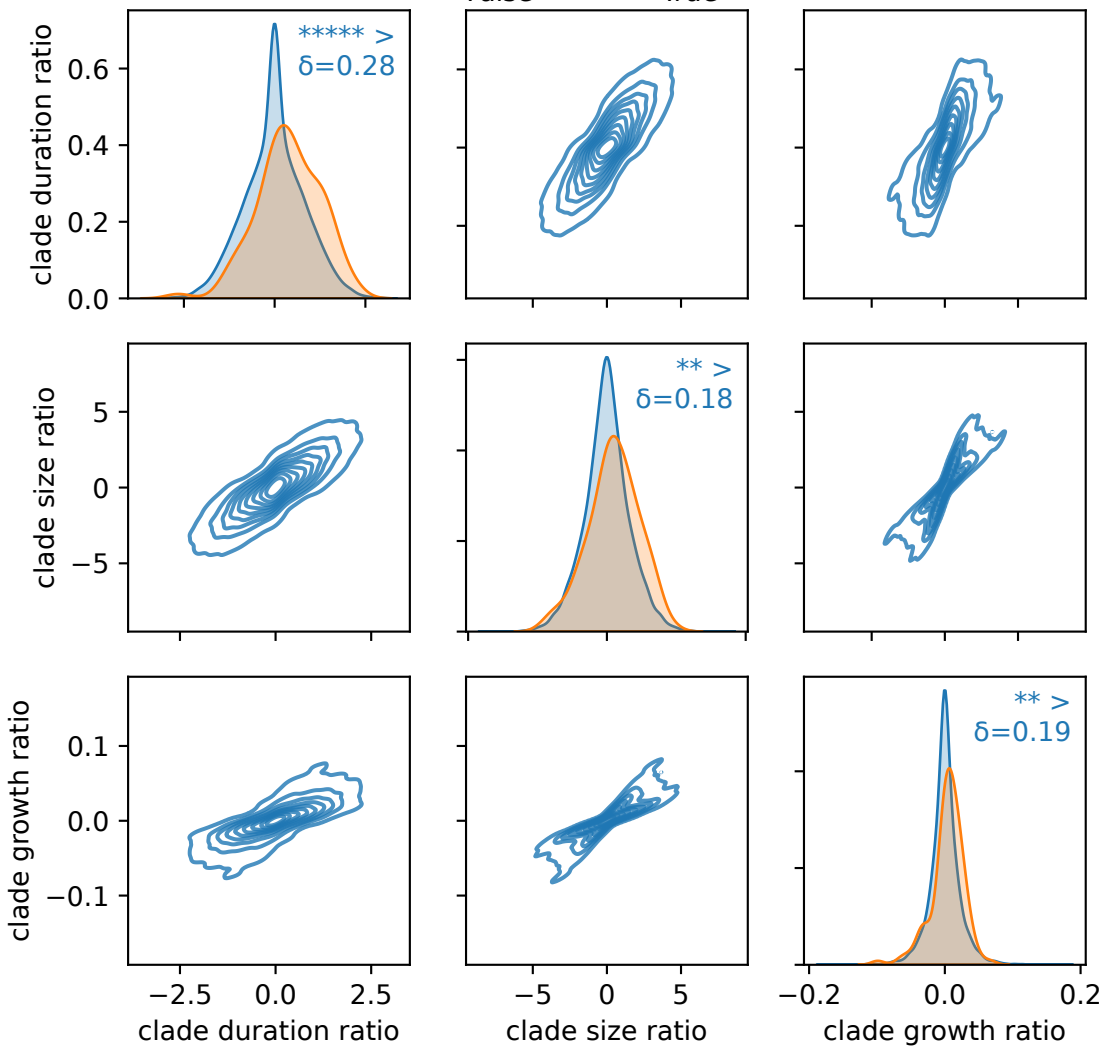 clade duration ratio
0.6
0.4
0.2
0.0
***** >
δ=0.28
clade size ratio
5
0
−5
** >
δ=0.18
clade growth ratio
0.1
0.0
−0.1
** >
δ=0.19
−2.5 0.0 2.5
−5 0 5
−0.2 0.0 0.2
clade duration ratio
clade size ratio
clade growth ratio